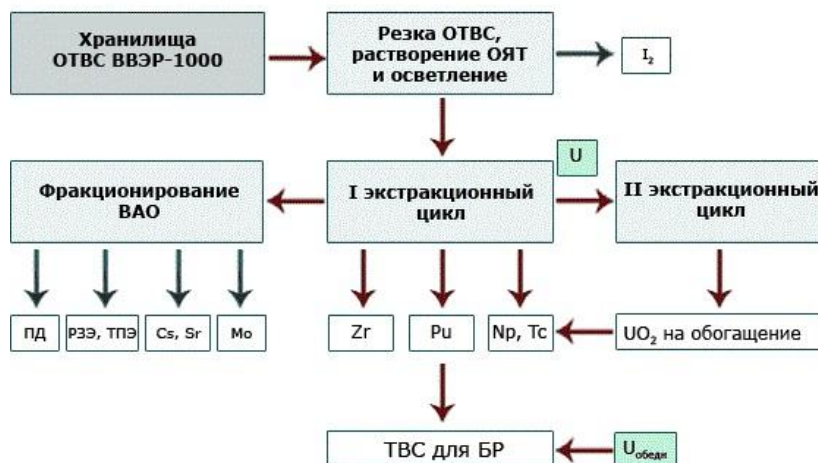 Хранилища
ОТВС ВВЭР-1000
Резка ОТВС,
растворение ОЯТ
и осветление
I₂
Фракционирование
ВАО
I экстракционный
цикл
U
II экстракционный
цикл
ПД
РЗЭ, ТПЭ
Cs, Sr
Mo
Zr
Pu
Np, Tc
UO₂ на обогащение
ТВС для БР
Uобедн